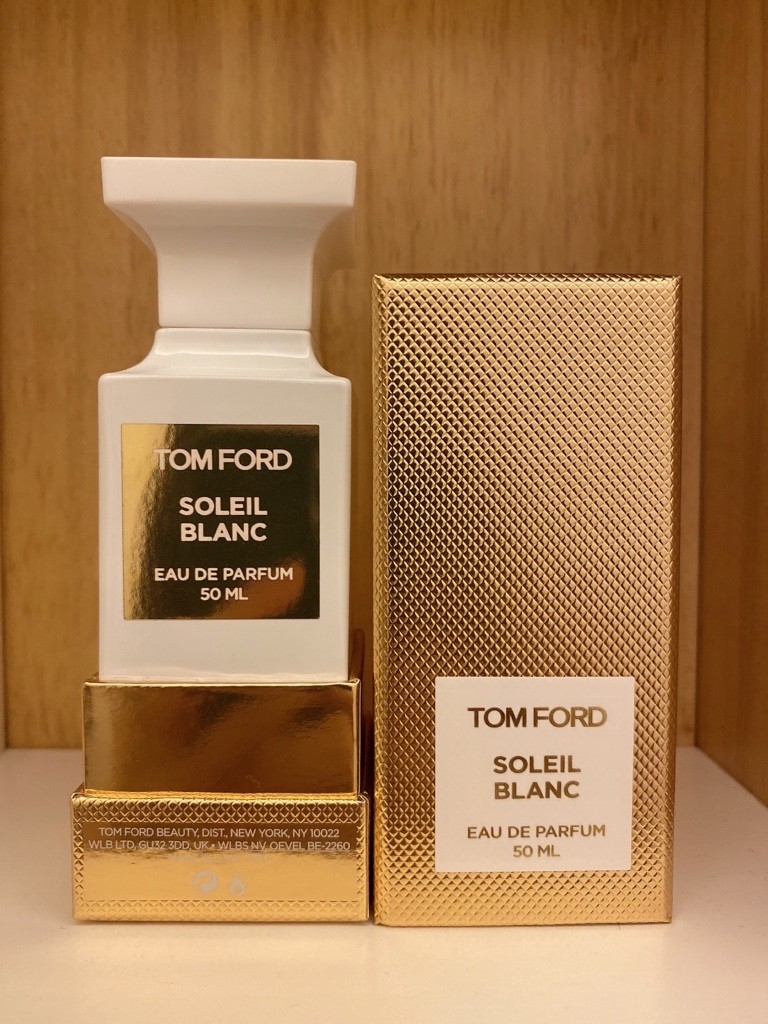 TOM FORD
SOLEIL
BLANC
EAU DE PARFUM
50 ML
TOM FORD BEAUTY, DIST., NEW YORK, NY 10022
WLB LTD, GU32 3DD, UK • WLBS NV, OEVEL BE-2260
TOM FORD
SOLEIL
BLANC
EAU DE PARFUM
50 ML